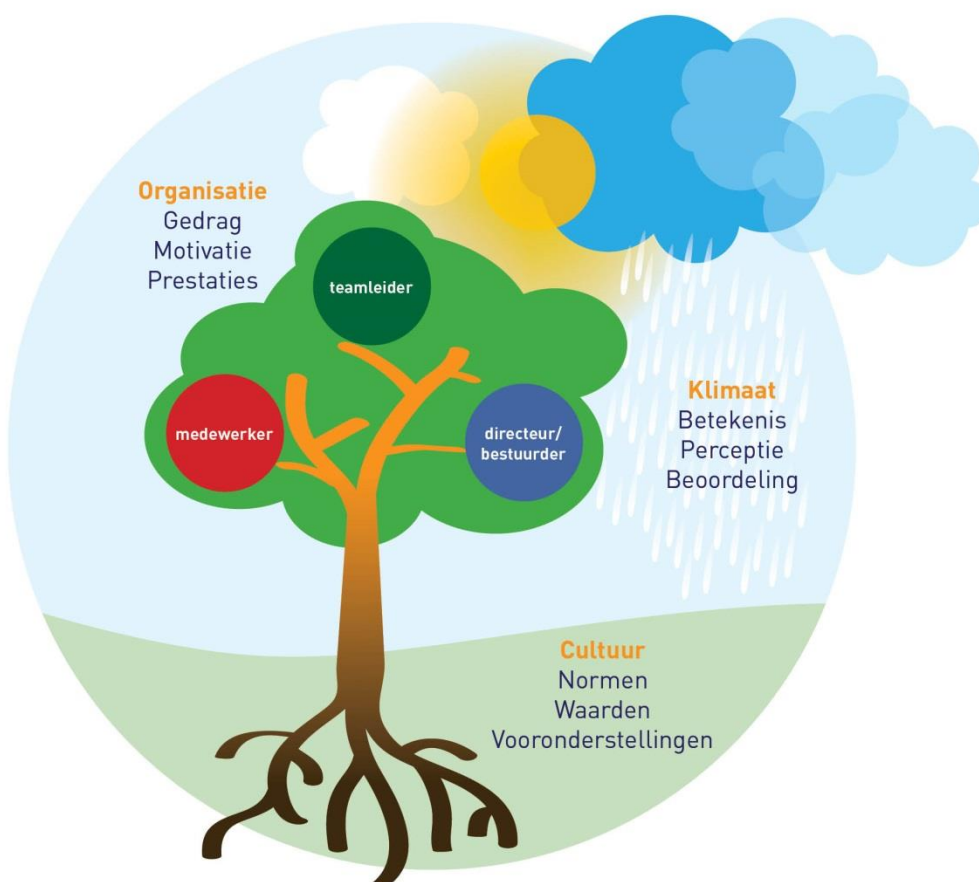 Organisatie
Gedrag
Motivatie
Prestaties
teamleider
medewerker
directeur/
bestuurder
Klimaat
Betekenis
Perceptie
Beoordeling
Cultuur
Normen
Waarden
Vooronderstellingen